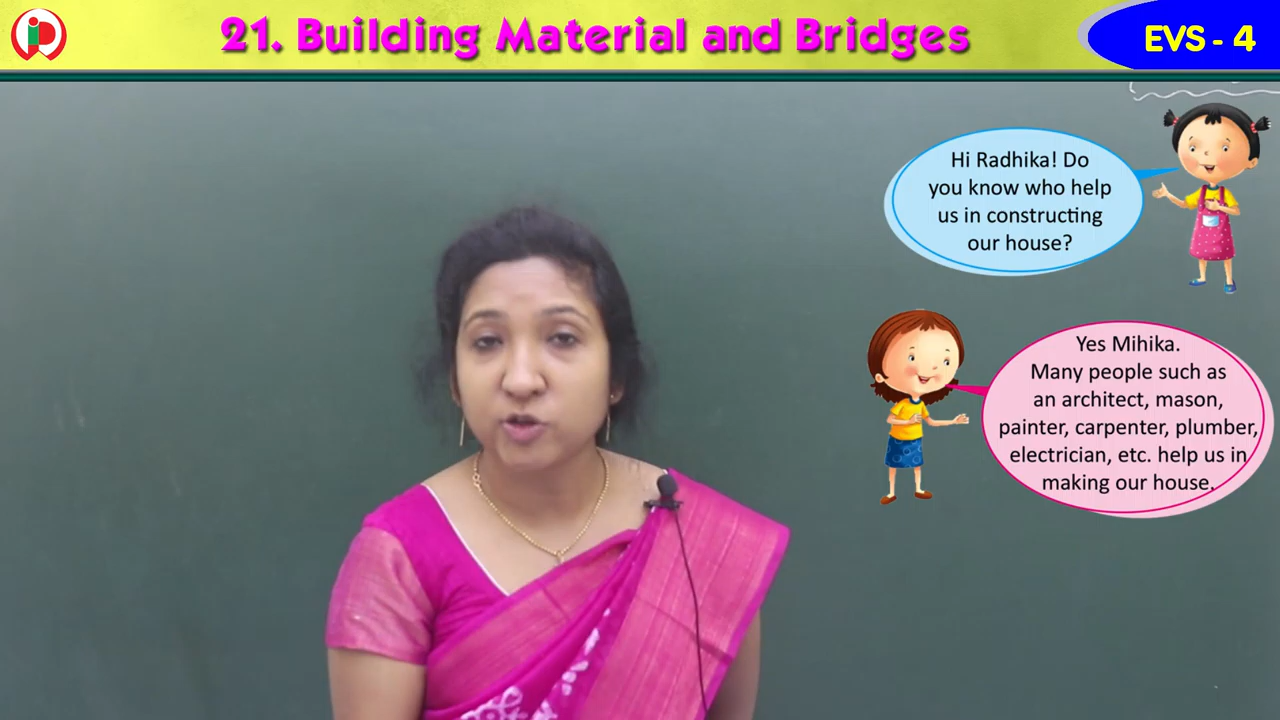 21. Building Material and Bridges
EVS - 4
Hi Radhika! Do
you know who help
us in constructing
our house?
Yes Mihika.
Many people such as
an architect, mason,
painter, carpenter, plumber,
electrician, etc. help us in
making our house.